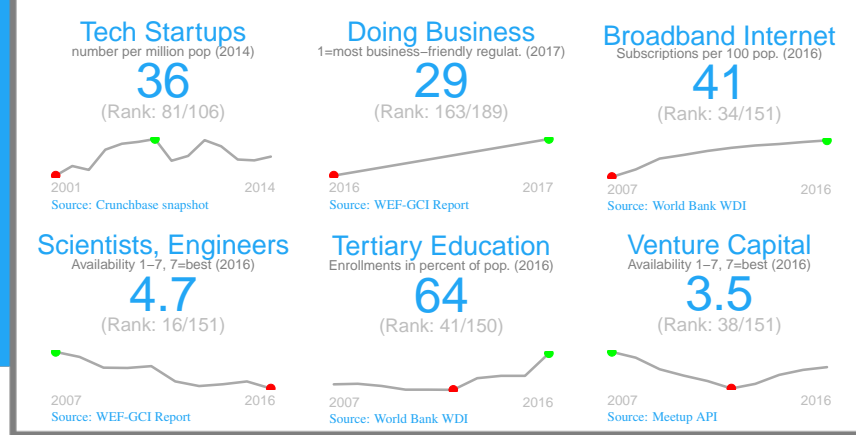 Tech Startups
number per million pop (2014)
36
(Rank: 81/106)
2001 2014
Source: Crunchbase snapshot
Doing Business
1=most business−friendly regulat. (2017)
29
(Rank: 163/189)
2016 2017
Source: WEF-GCI Report
Broadband Internet
Subscriptions per 100 pop. (2016)
41
(Rank: 34/151)
2007 2016
Source: World Bank WDI
Scientists, Engineers
Availability 1−7, 7=best (2016)
4.7
(Rank: 16/151)
2007 2016
Source: WEF-GCI Report
Tertiary Education
Enrollments in percent of pop. (2016)
64
(Rank: 41/150)
2007 2016
Source: World Bank WDI
Venture Capital
Availability 1−7, 7=best (2016)
3.5
(Rank: 38/151)
2007 2016
Source: Meetup API